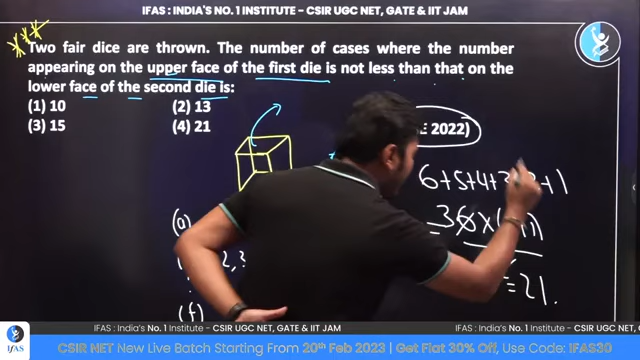 IFAS : INDIA'S NO. 1 INSTITUTE - CSIR UGC NET, GATE & IIT JAM
Two fair dice are thrown. The number of cases where the number
appearing on the upper face of the first die is not less than that on the
lower face of the second die is:
(1) 10 (2) 13
(3) 15 (4) 21
2022)
6+5+4+ +1
(a)
(f)
= 21.
iFAS
IFAS : India's No. 1 Institute - CSIR UGC NET, GATE & IIT JAM IFAS : India's No. 1 Institute - CSIR UGC NET, GATE & IIT JAM
CSIR NET New Live Batch Starting From 20th Feb 2023 | Get Flat 30% Off, Use Code: IFAS30